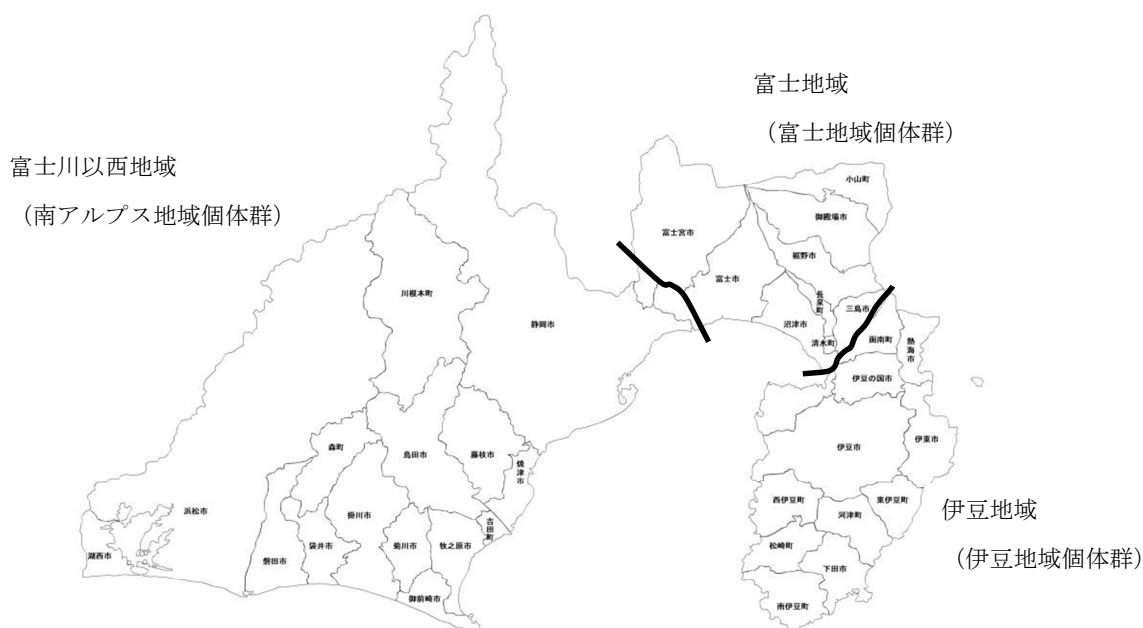 富士地域
（富士地域個体群）
富士川以西地域
（南アルプス地域個体群）
小山町
御殿場市
富士宮市
裾野市
富士市
川根本町
長泉町
三島市
静岡市
沼津市
清水町
函南町
熱海市
伊豆の国市
伊東市
伊豆市
森町
島田市
藤枝市
焼津市
西伊豆町
東伊豆町
河津町
浜松市
掛川市
吉田町
湖西市
磐田市
袋井市
菊川市
牧之原市
松崎町
下田市
御前崎市
南伊豆町
伊豆地域
（伊豆地域個体群）